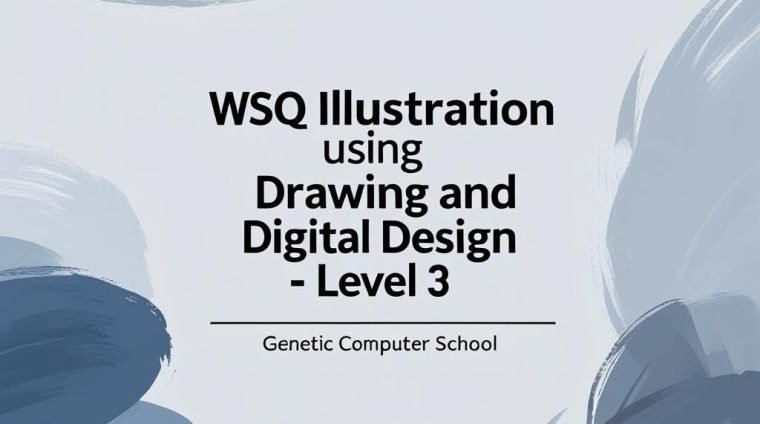 WSQ Illustration
using
Drawing and
Digital Design
- Level 3
Genetic Computer School